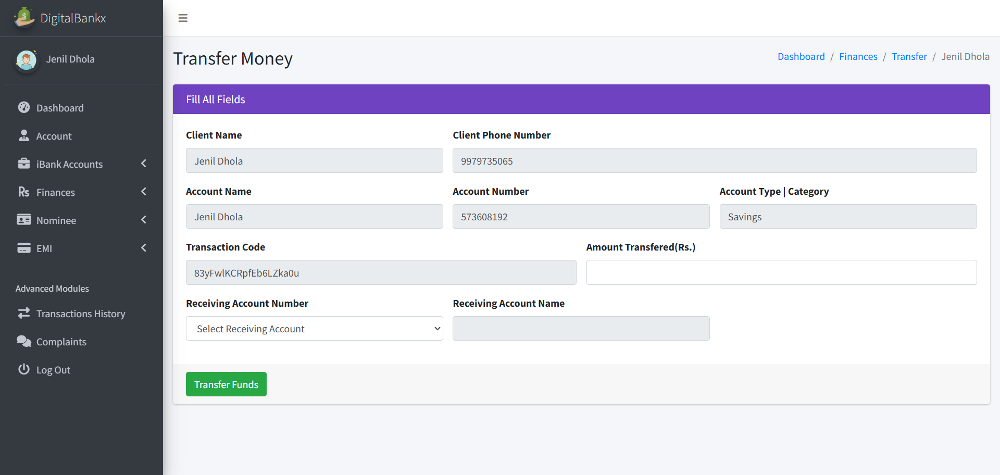 DigitalBankx
Jenil Dhola
Dashboard
Account
iBank Accounts
Rs Finances
Nominee
EMI
Advanced Modules
Transactions History
Complaints
Log Out
Transfer Money
Dashboard / Finances / Transfer / Jenil Dhola
Fill All Fields
Client Name
Client Phone Number
Jenil Dhola
9979735065
Account Name
Account Number
Account Type | Category
Jenil Dhola
573608192
Savings
Transaction Code
Amount Transfered(Rs.)
83yFwlKCRpfEb6LZka0u
Receiving Account Number
Receiving Account Name
Select Receiving Account
Transfer Funds